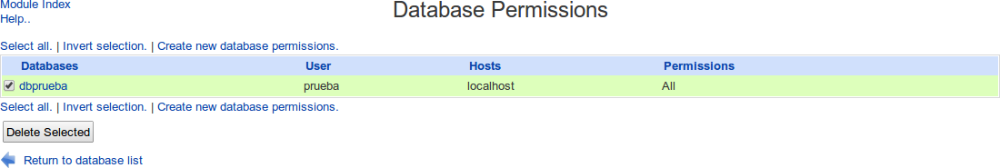 Module Index
Help..
Database Permissions
Select all. | Invert selection. | Create new database permissions.
Databases User Hosts Permissions
dbprueba prueba localhost All
Select all. | Invert selection. | Create new database permissions.
Delete Selected
Return to database list